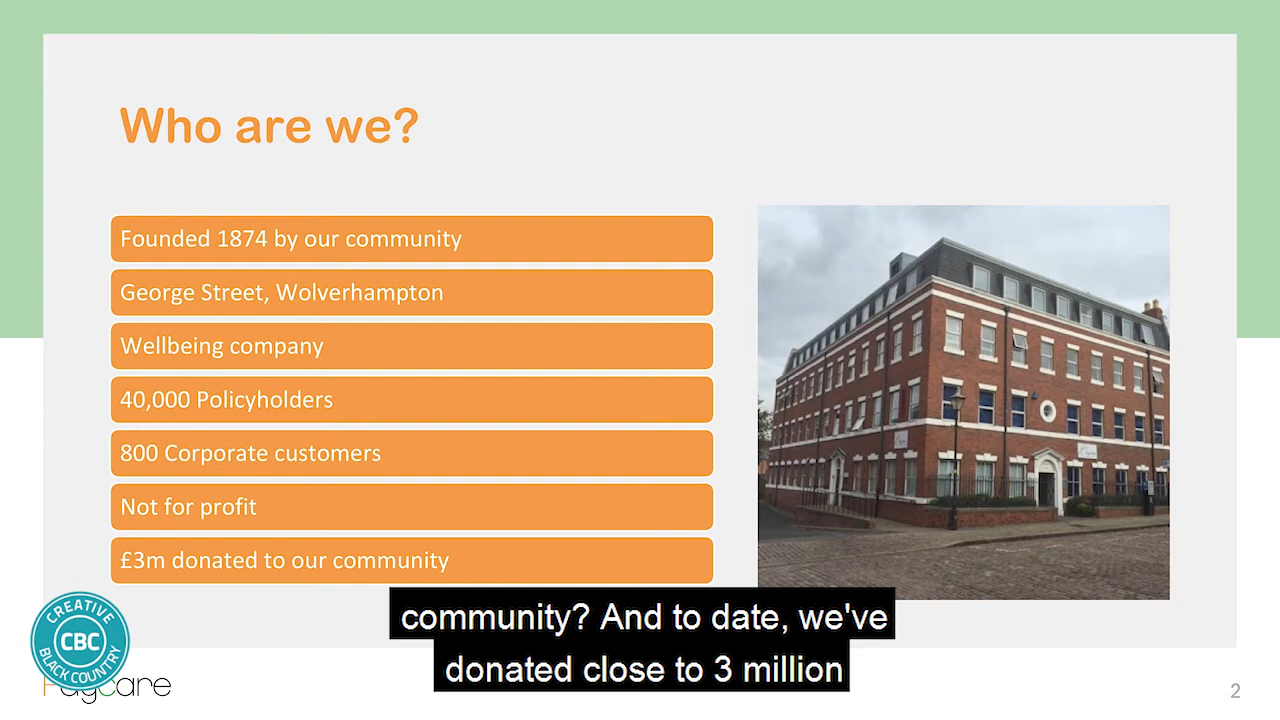 Who are we?
Founded 1874 by our community
George Street, Wolverhampton
Wellbeing company
40,000 Policyholders
800 Corporate customers
Not for profit
£3m donated to our community
community? And to date, we've
donated close to 3 million
CREATIVE
CBC
BLACK COUNTRY
Paycare
2